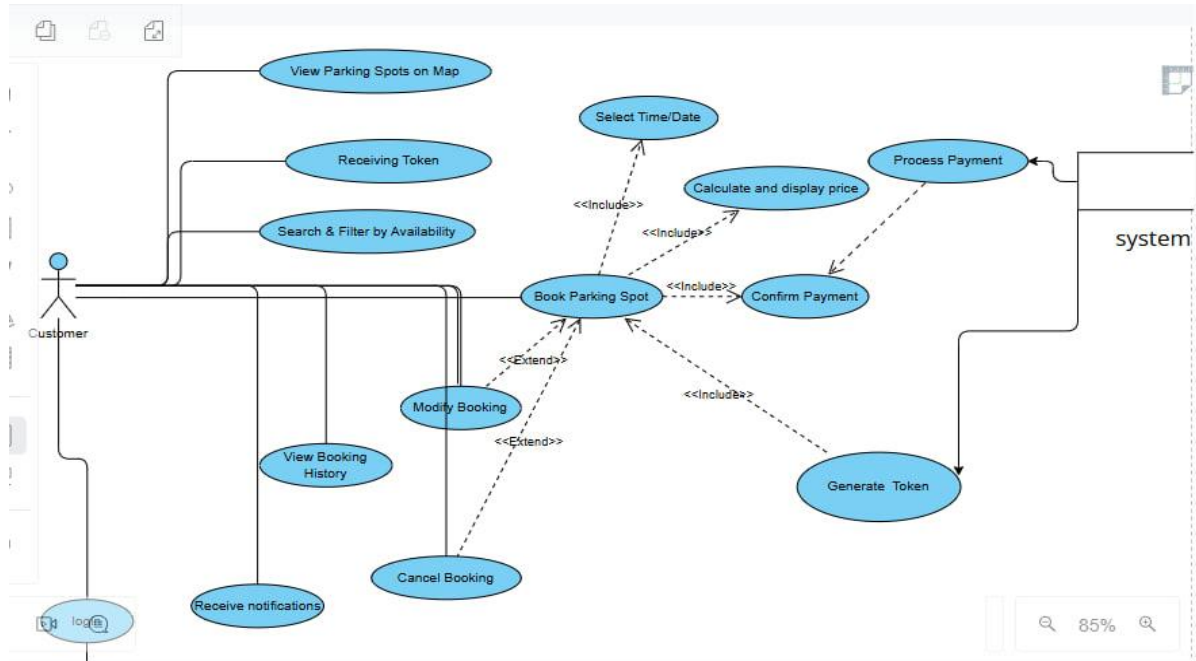 View Parking Spots on Map
Select Time/Date
Receiving Token
Process Payment
Calculate and display price
<<Include>>
Search & Filter by Availability
<<Include>>
system
<<Include>>
Book Parking Spot
Confirm Payment
Customer
<<Extend>>
<<Include>>
Modify Booking
<<Extend>>
View Booking
History
Generate Token
Cancel Booking
Receive notifications
login
85%